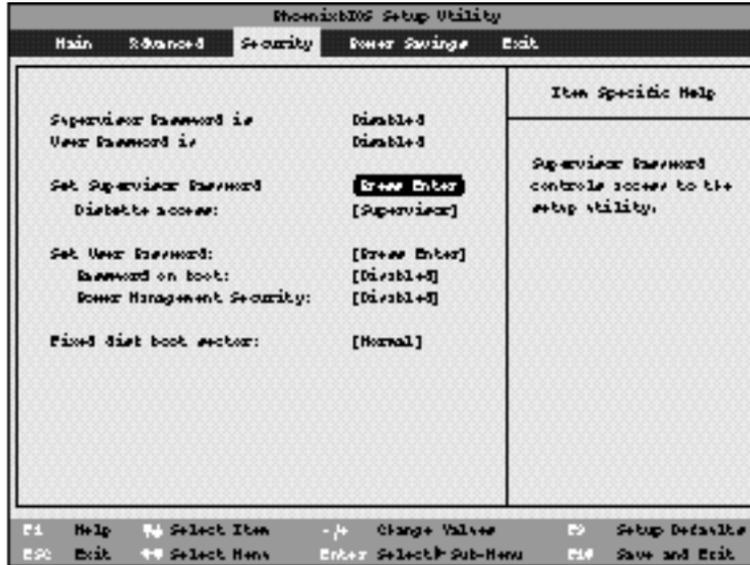 PhoenixBIOS Setup Utility
Main Advanced Security Power Savings Exit
Item Specific Help
Supervisor Password is Disabled
User Password is Disabled
Supervisor Password
controls access to the
setup utility.
Set Supervisor Password [Press Enter]
Diskette access: [Supervisor]
Set User Password: [Press Enter]
Password on boot: [Disabled]
Power Management Security: [Disabled]
Fixed disk boot sector: [Normal]
F1 Help ↑↓ Select Item -/+ Change Values F9 Setup Defaults
ESC Exit ←→ Select Menu Enter Select ▶ Sub-Menu F10 Save and Exit